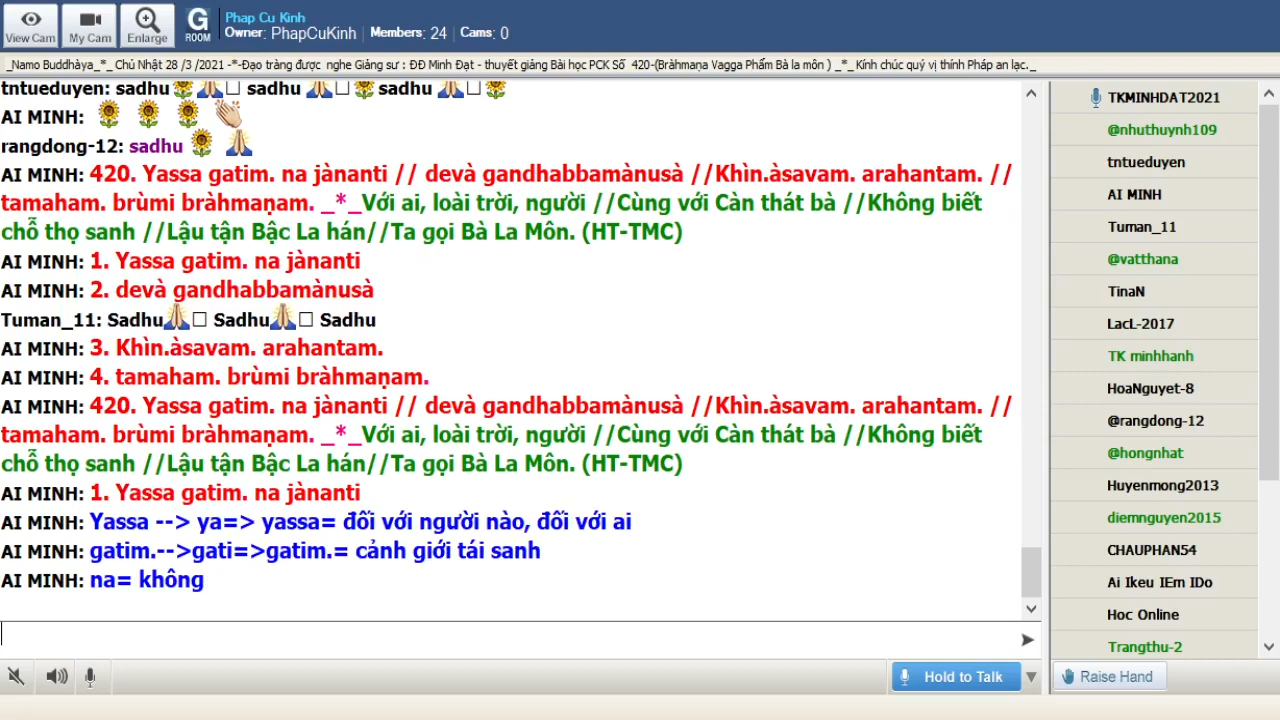 View Cam
My Cam
Enlarge
G
ROOM
Phap Cu Kinh
Owner: PhapCuKinh | Members: 24 | Cams: 0
_Namo Buddhàya_*_ Chủ Nhật 28 /3 /2021 -*-Đạo tràng được nghe Giảng sư : ĐĐ Minh Đạt - thuyết giảng Bài học PCK Số 420-(Bràhmaṇa Vagga Phẩm Bà la môn ) _*_ Kính chúc quý vị thính Pháp an lạc._
tntueduyen: sadhu🌻🙏□ sadhu 🙏□🌻sadhu 🙏□🌻
AI MINH: 🌻 🌻 🌻 👏
rangdong-12: sadhu 🌻 🙏
AI MINH: 420. Yassa gatim. na jànanti // devà gandhabbamànusà //Khìn.àsavam. arahantam. //
tamaham. brùmi bràhmaṇam. _*_Với ai, loài trời, người //Cùng với Càn thát bà //Không biết
chỗ thọ sanh //Lậu tận Bậc La hán//Ta gọi Bà La Môn. (HT-TMC)
AI MINH: 1. Yassa gatim. na jànanti
AI MINH: 2. devà gandhabbamànusà
Tuman_11: Sadhu🙏□ Sadhu🙏□ Sadhu
AI MINH: 3. Khìn.àsavam. arahantam.
AI MINH: 4. tamaham. brùmi bràhmaṇam.
AI MINH: 420. Yassa gatim. na jànanti // devà gandhabbamànusà //Khìn.àsavam. arahantam. //
tamaham. brùmi bràhmaṇam. _*_Với ai, loài trời, người //Cùng với Càn thát bà //Không biết
chỗ thọ sanh //Lậu tận Bậc La hán//Ta gọi Bà La Môn. (HT-TMC)
AI MINH: 1. Yassa gatim. na jànanti
AI MINH: Yassa --> ya=> yassa= đối với người nào, đối với ai
AI MINH: gatim.-->gati=>gatim.= cảnh giới tái sanh
AI MINH: na= không
Hold to Talk
TKMINHDAT2021
@nhuthuynh109
tntueduyen
AI MINH
Tuman_11
@vatthana
TinaN
LacL-2017
TK minhhanh
HoaNguyet-8
@rangdong-12
@hongnhat
Huyenmong2013
diemnguyen2015
CHAUPHAN54
Ai Ikeu IEm IDo
Hoc Online
Trangthu-2
Raise Hand